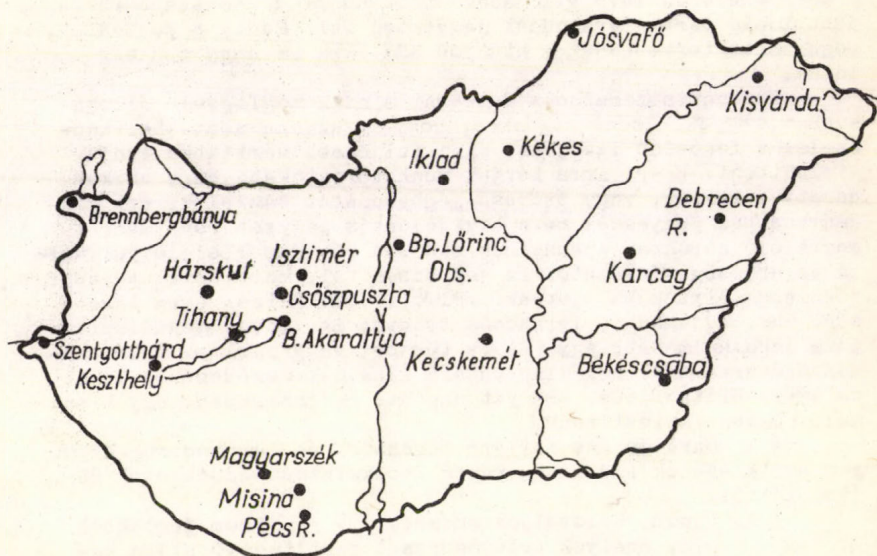 Jósvafő
Kisvárda
Kékes
Iklad
Brennbergbánya
Debrecen
R.
Bp. Lőrinc
Obs.
Isztimér
Hárskut
Csőszpuszta
Karcag
Tihany
B. Akarattya
Szentgotthárd
Keszthely
Kecskemét
Békéscsaba
Magyarszék
Misina
Pécs R.